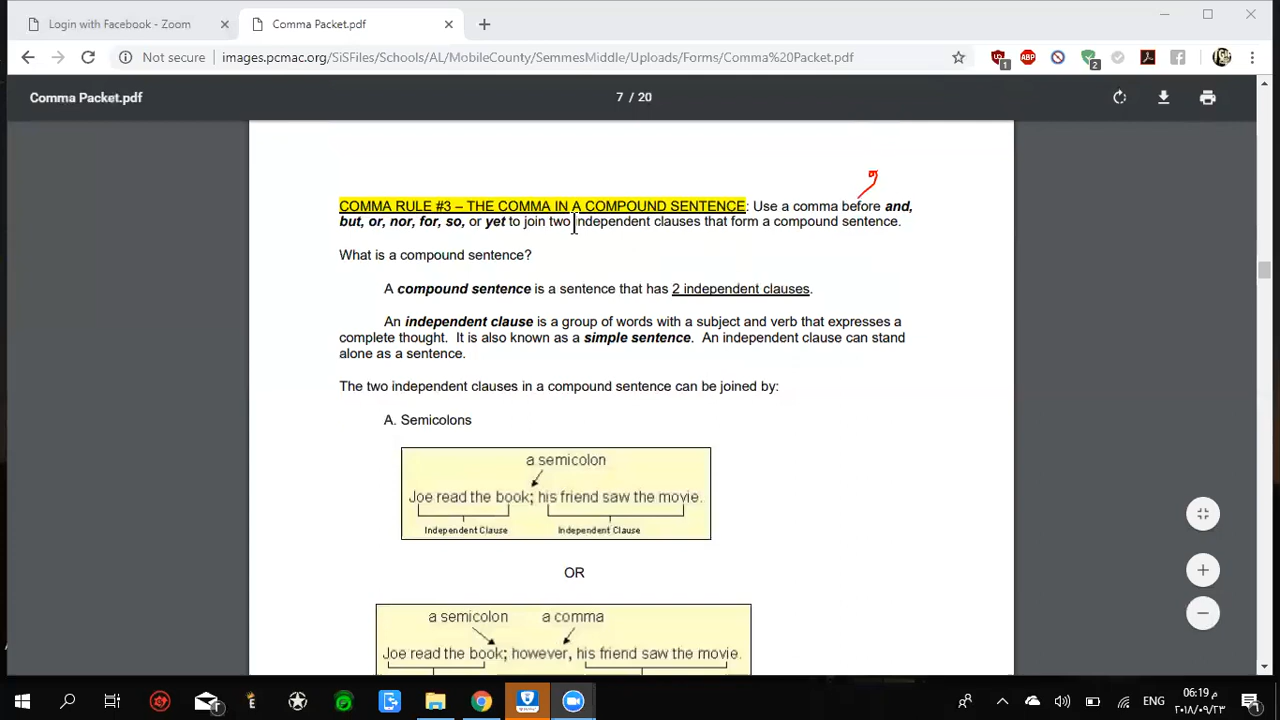 Login with Facebook - Zoom
Comma Packet.pdf
Not secure
images.pcmac.org/SiSFiles/Schools/AL/MobileCounty/SemmesMiddle/Uploads/Forms/Comma%20Packet.pdf
1
ABP
2
Comma Packet.pdf
7 / 20
COMMA RULE #3 – THE COMMA IN A COMPOUND SENTENCE: Use a comma before and,
but, or, nor, for, so, or yet to join two independent clauses that form a compound sentence.
What is a compound sentence?
A compound sentence is a sentence that has 2 independent clauses.
An independent clause is a group of words with a subject and verb that expresses a
complete thought. It is also known as a simple sentence. An independent clause can stand
alone as a sentence.
The two independent clauses in a compound sentence can be joined by:
A. Semicolons
a semicolon
Joe read the book; his friend saw the movie.
Independent Clause Independent Clause
OR
a semicolon a comma
Joe read the book; however, his friend saw the movie.
ENG
م 06:19
٢٠١٨/٠٩/٢٣